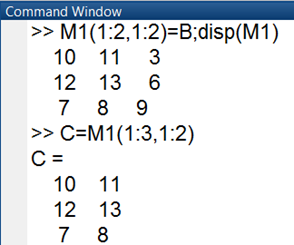 Command Window
>> M1(1:2,1:2)=B;disp(M1)
10 11 3
12 13 6
7 8 9
>> C=M1(1:3,1:2)
C =
10 11
12 13
7 8